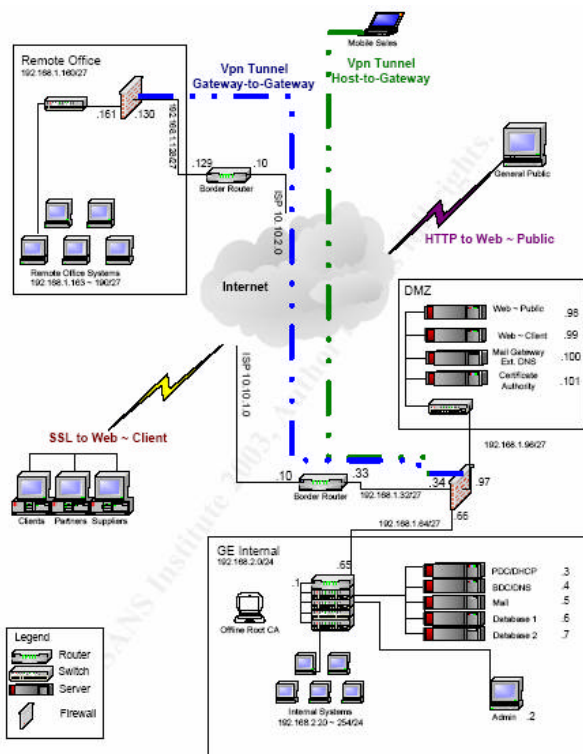 Mobile Sales
Remote Office
192.168.1.160/27
Vpn Tunnel
Gateway-to-Gateway
Vpn Tunnel
Host-to-Gateway
.161
.130
192.168.1.128/27
.129
.10
Border Router
ISP 10.10.2.0
General Public
HTTP to Web ~ Public
Remote Office Systems
192.168.1.163 ~ 190/27
Internet
DMZ
Web ~ Public
.98
Web ~ Client
.99
Mail Gateway
Ext. DNS
.100
Certificate
Authority
.101
ISP 10.10.1.0
SSL to Web ~ Client
192.168.1.96/27
Clients
Partners
Suppliers
.10
.33
.34
.97
Border Router
192.168.1.32/27
.66
192.168.1.64/27
GE Internal
192.168.2.0/24
.65
.1
Offline Root CA
PDC/DHCP
.3
BDC/DNS
.4
Mail
.5
Database 1
.6
Database 2
.7
Internal Systems
192.168.2.20 ~ 254/24
Admin
.2
Legend
Router
Switch
Server
Firewall
SANS Institute 2003, Author